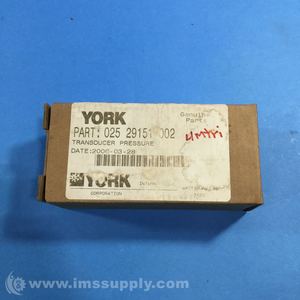 YORK
Genuine
Parts
PART: 025 29151 002
TRANSDUCER PRESSURE
DATE:2006-03-28
YORK
CORPORATION
© www.imssupply.com